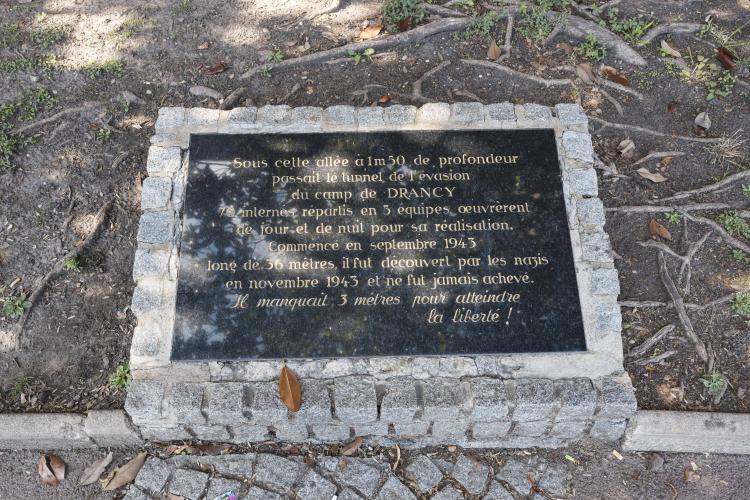 Sous cette allée à 1m50 de profondeur
passait le tunnel de l'évasion
du camp de DRANCY
70 internés répartis en 3 équipes, œuvrèrent
de jour et de nuit pour sa réalisation.
Commencé en septembre 1943
long de 36 mètres, il fut découvert par les nazis
en novembre 1943 et ne fut jamais achevé.
Il manquait 3 mètres pour atteindre
la liberté !